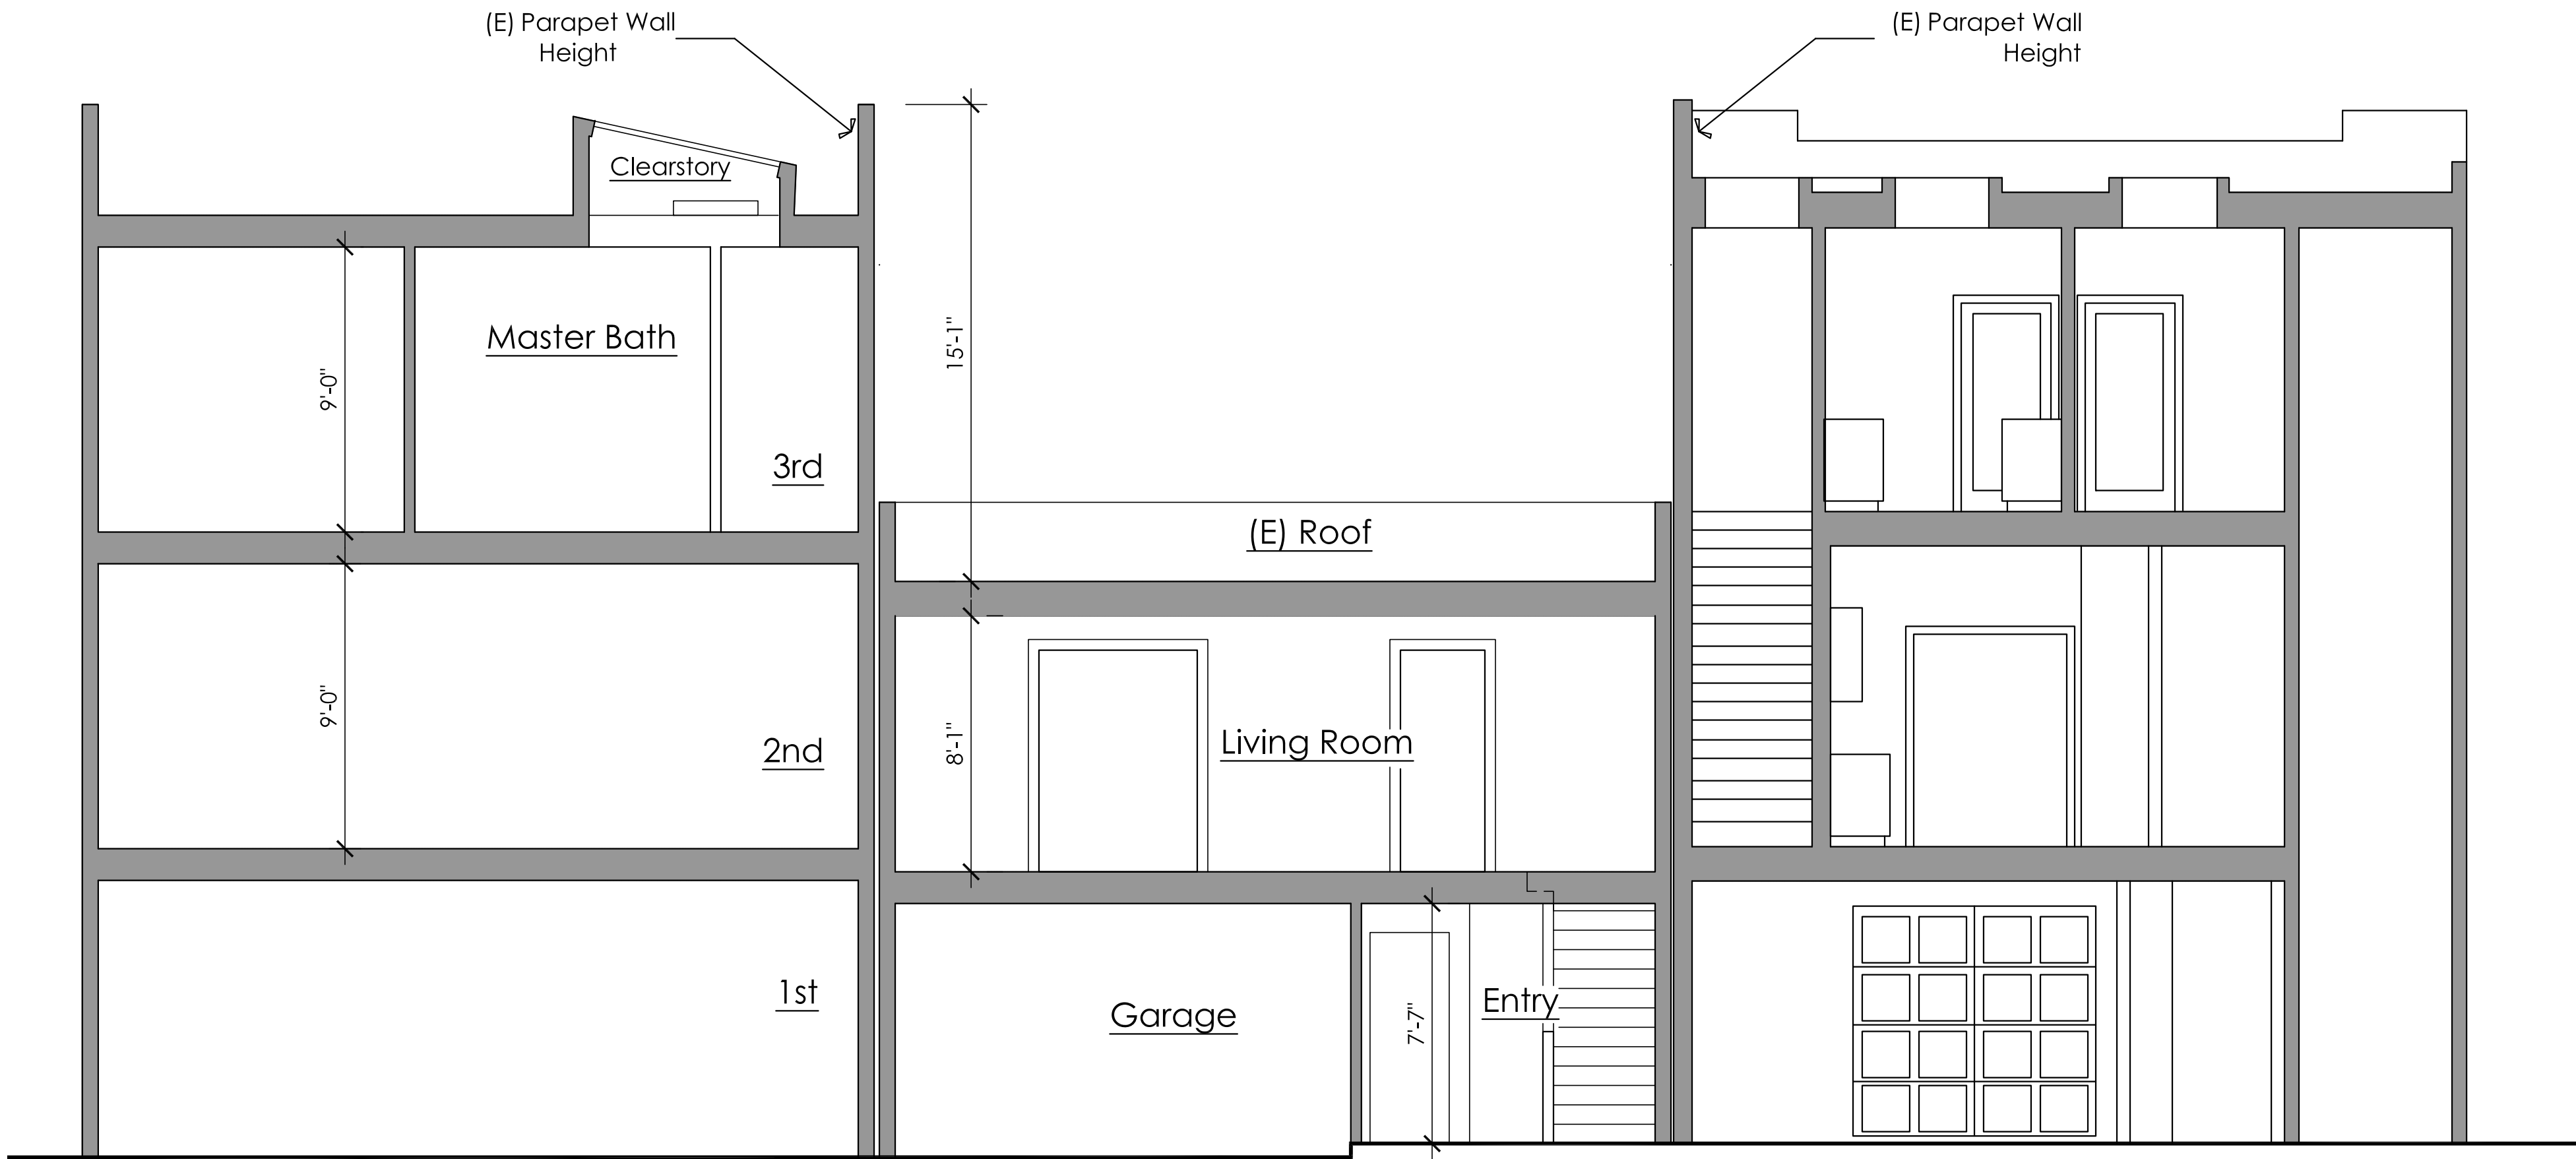 (E) Parapet Wall
Height
(E) Parapet Wall
Height
Clearstory
Master Bath
9'-0"
15'-1"
3rd
(E) Roof
9'-0"
2nd
8'-1"
Living Room
1st
Garage
7'-7"
Entry